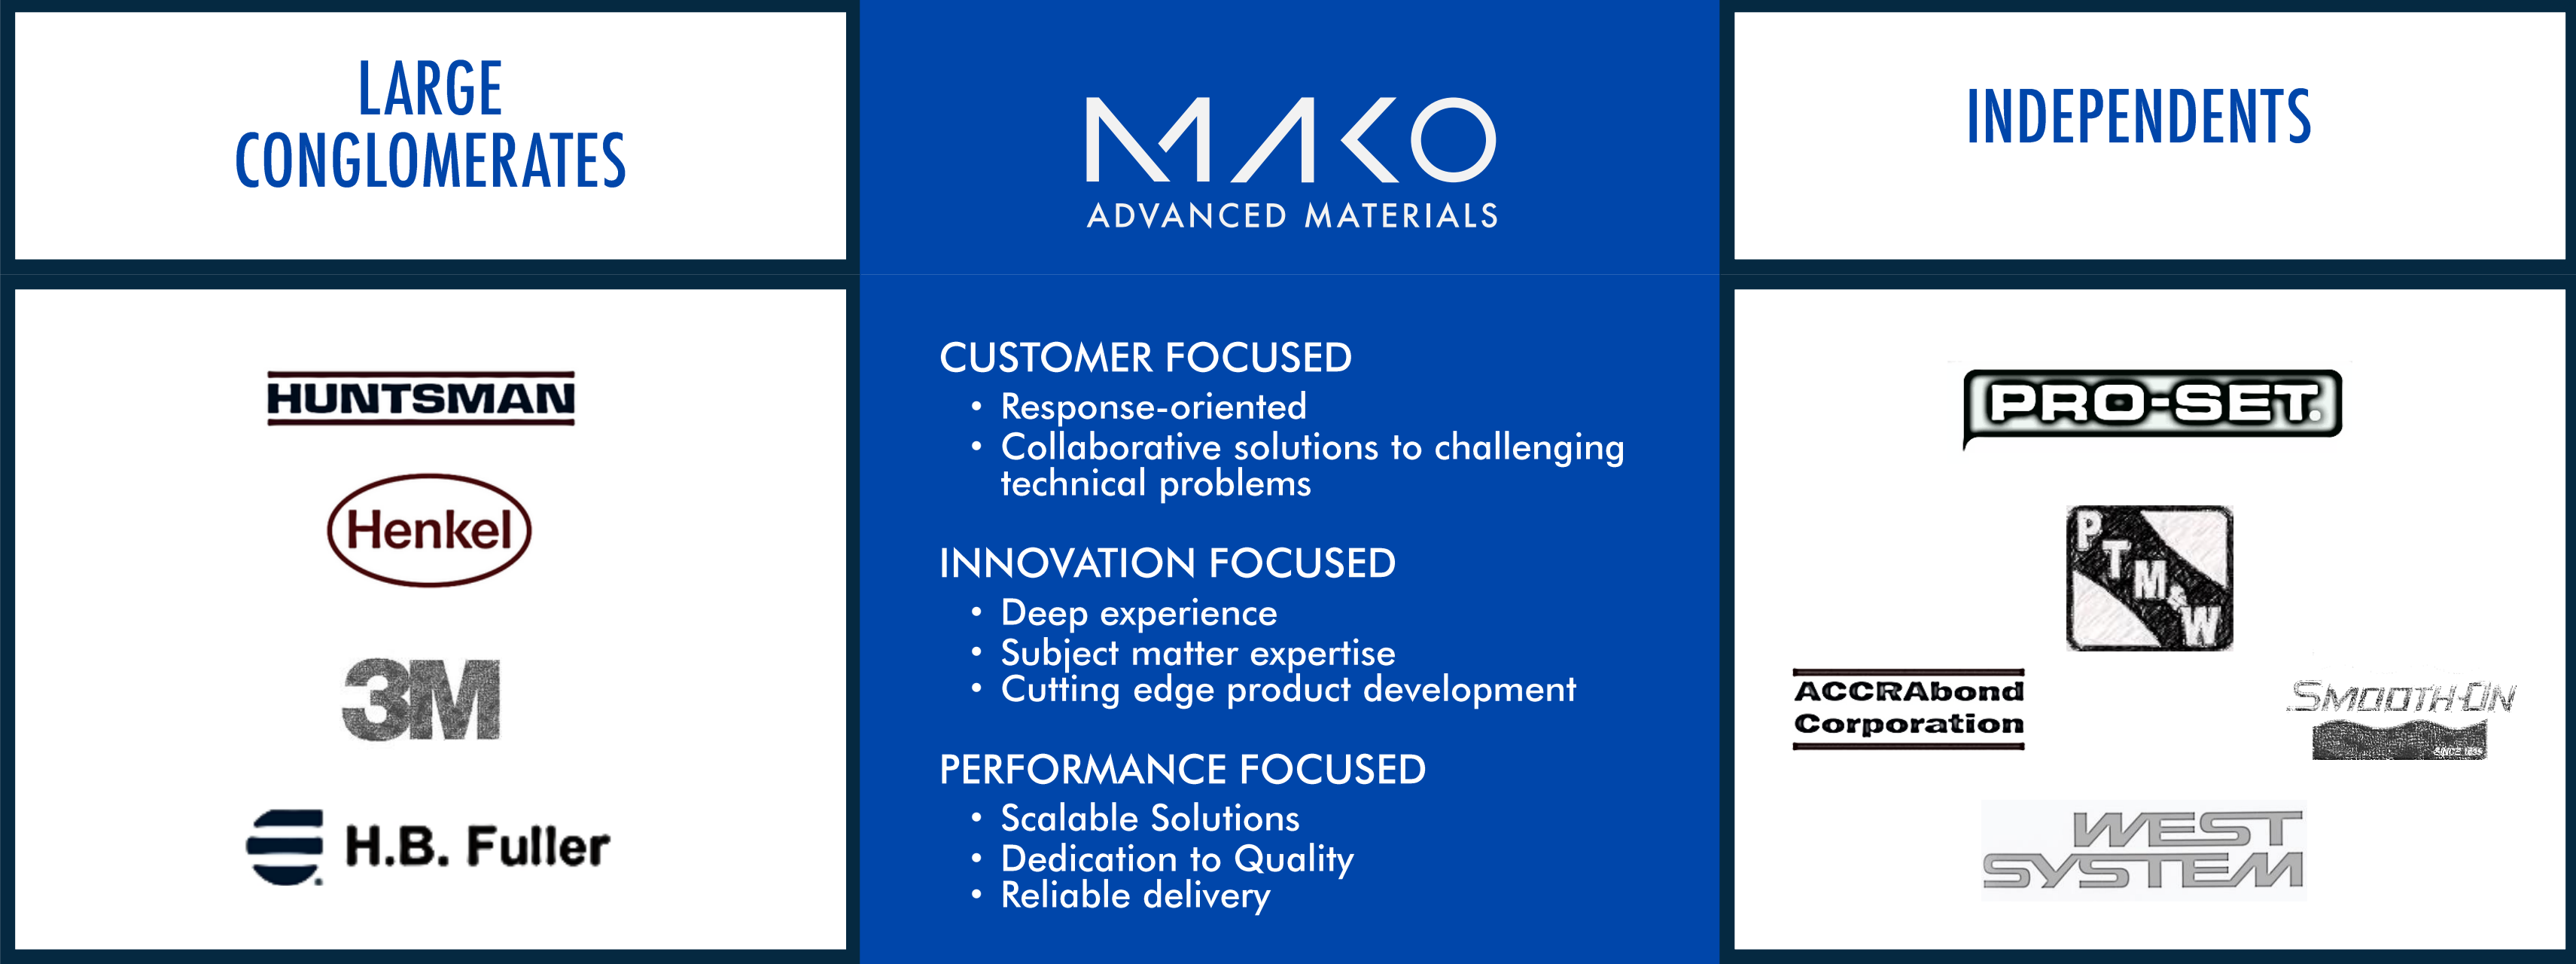 LARGE
CONGLOMERATES
HUNTSMAN
Henkel
3M
H.B. Fuller
MAKO
ADVANCED MATERIALS
CUSTOMER FOCUSED
• Response-oriented
• Collaborative solutions to challenging
technical problems
INNOVATION FOCUSED
• Deep experience
• Subject matter expertise
• Cutting edge product development
PERFORMANCE FOCUSED
• Scalable Solutions
• Dedication to Quality
• Reliable delivery
INDEPENDENTS
PRO-SET.
PTM&W
ACCRAbond
Corporation
SMOOTH-ON
SINCE 1895
WEST
SYSTEM